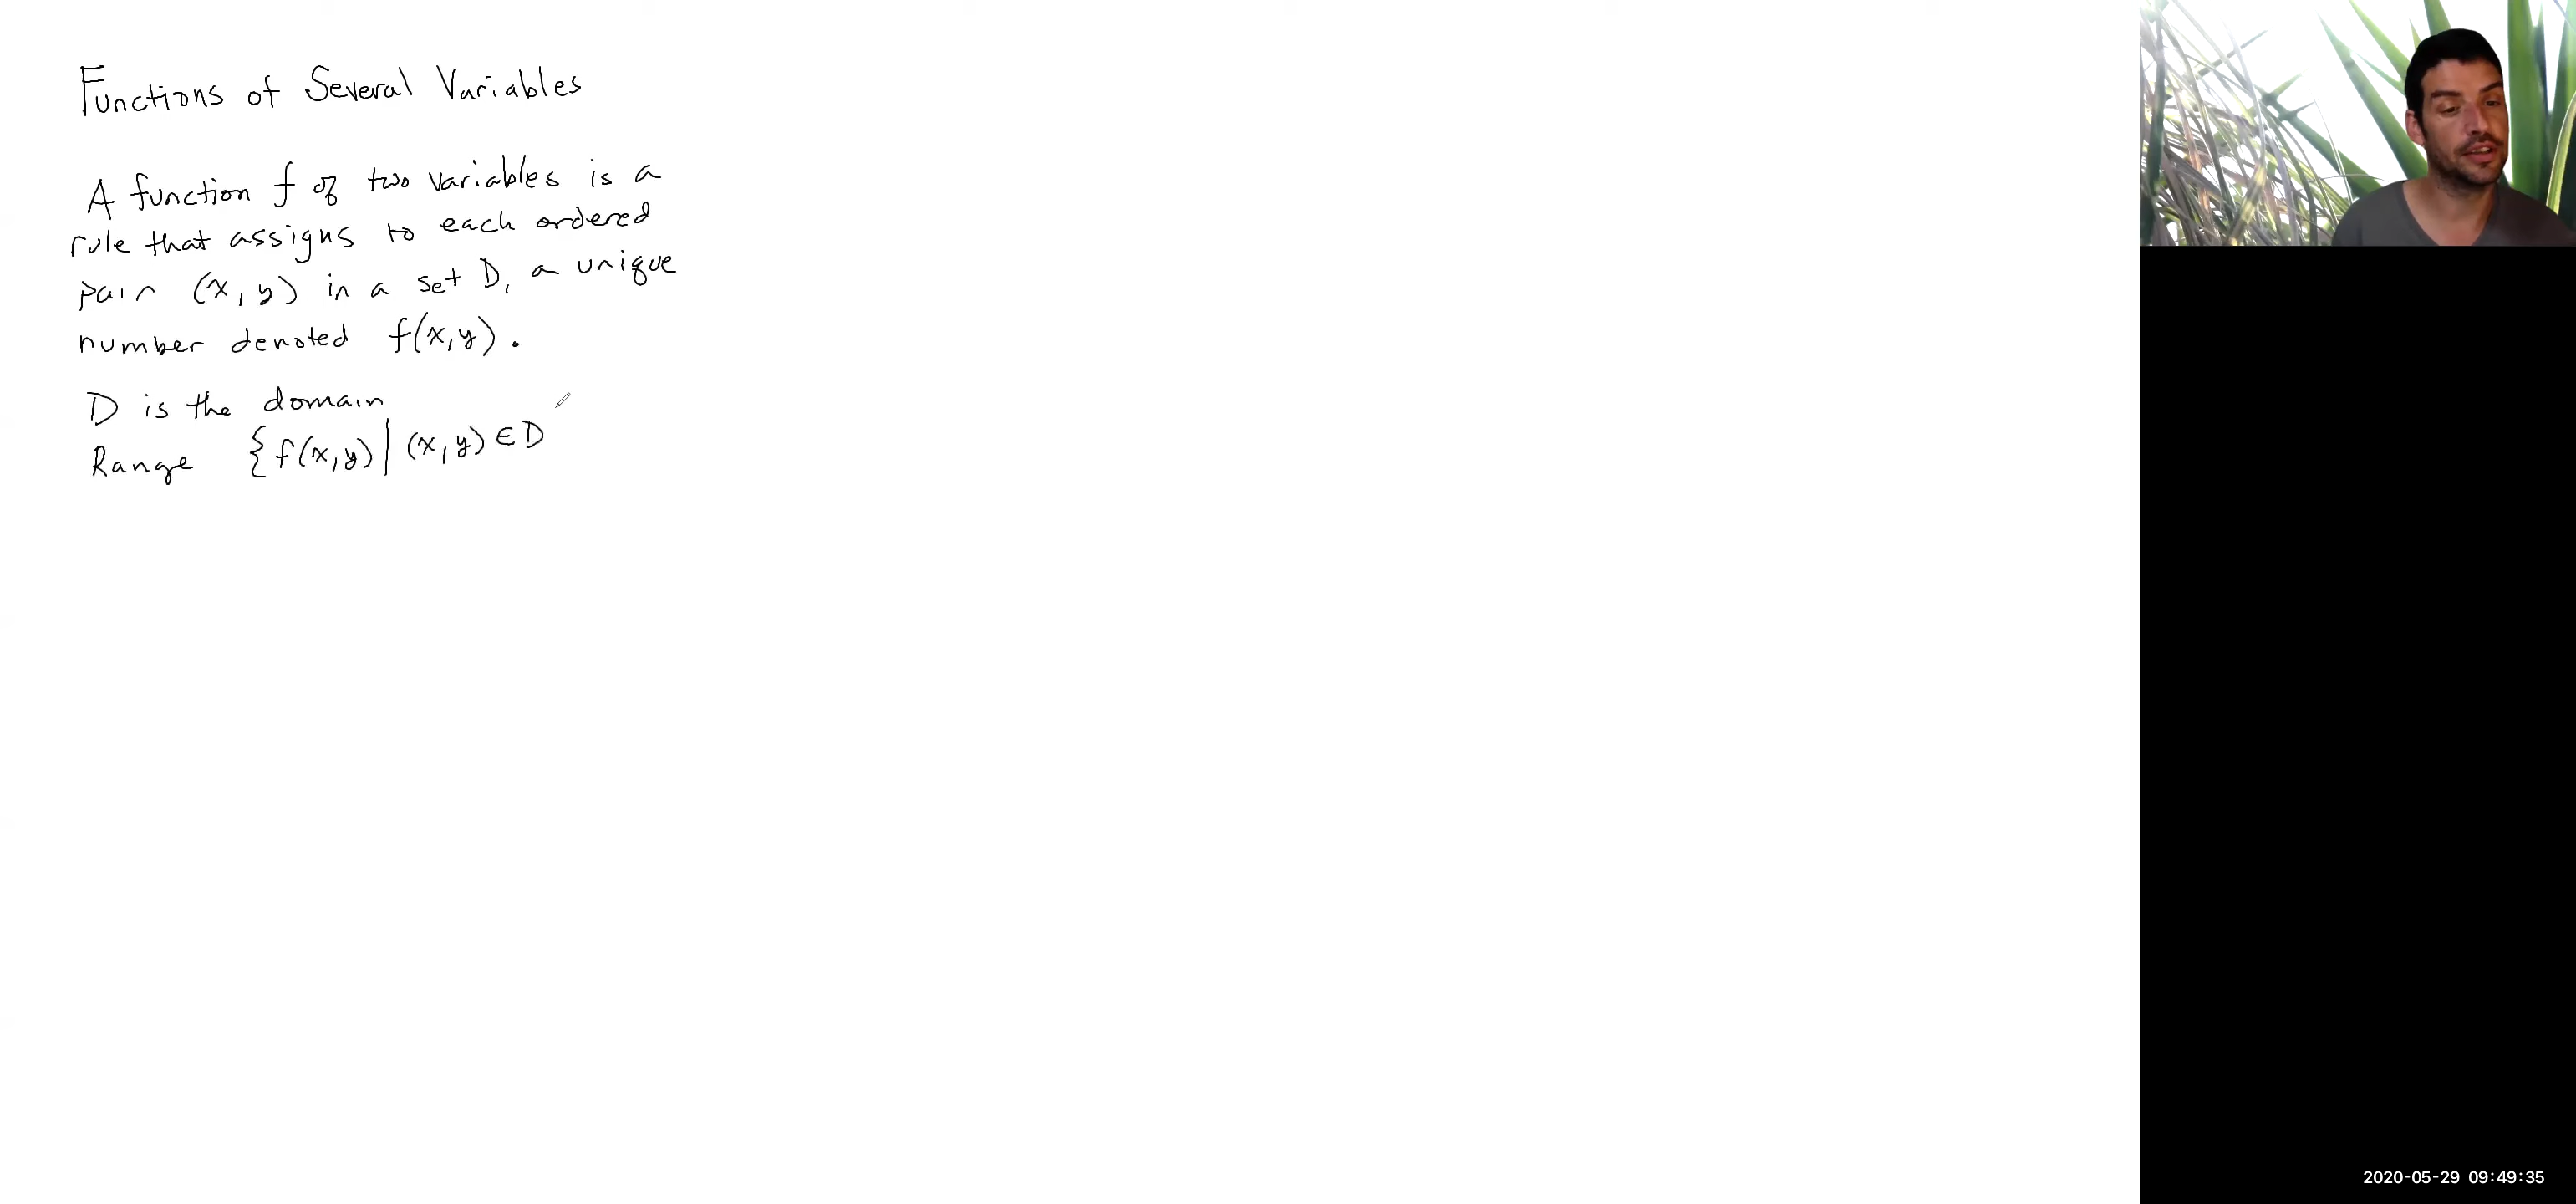 Functions of Several Variables
A function f of two variables is a
rule that assigns to each ordered
pair (x, y) in a set D, a unique
number denoted f(x,y).
D is the domain
Range {f(x,y) | (x,y) ∈ D
2020-05-29 09:49:35